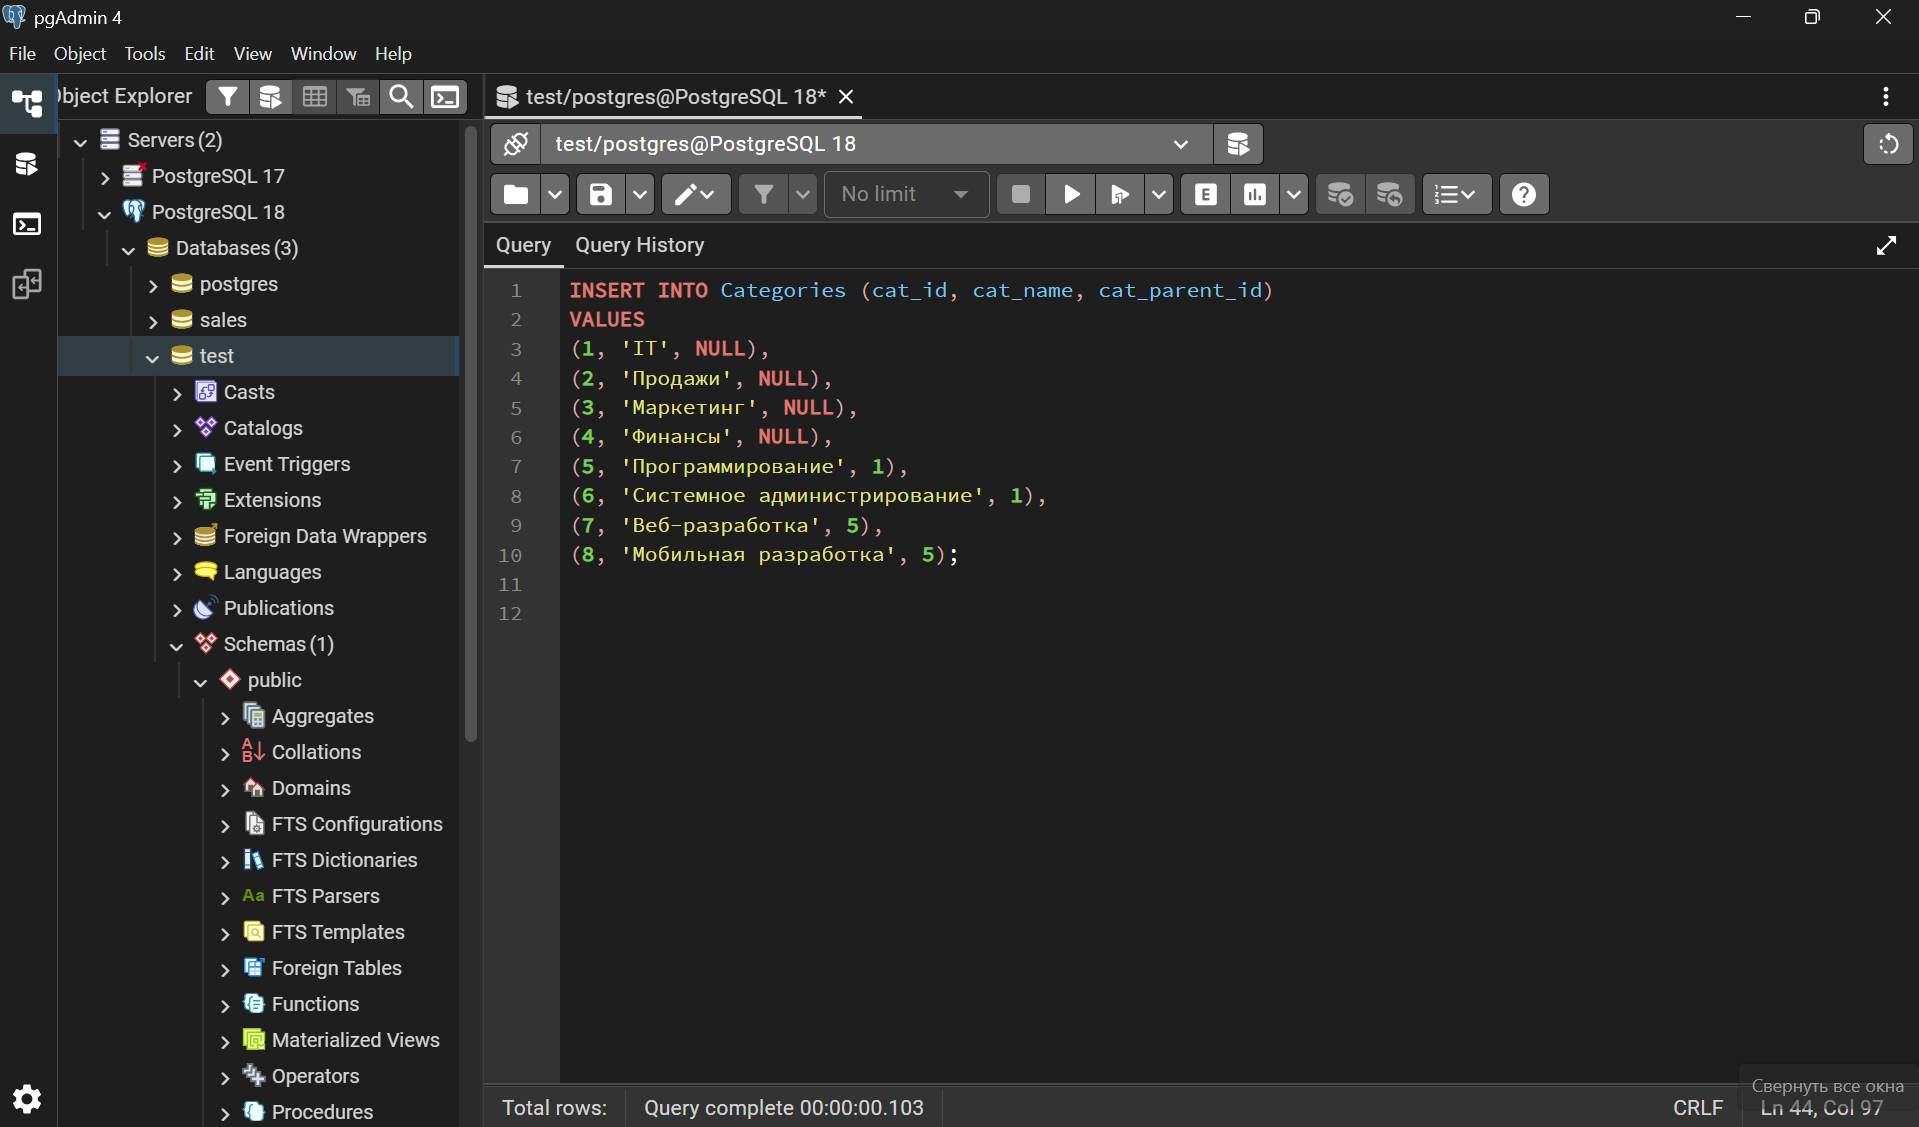 pgAdmin 4
File Object Tools Edit View Window Help
bject Explorer
Servers (2)
PostgreSQL 17
PostgreSQL 18
Databases (3)
postgres
sales
test
Casts
Catalogs
Event Triggers
Extensions
Foreign Data Wrappers
Languages
Publications
Schemas (1)
public
Aggregates
Collations
Domains
FTS Configurations
FTS Dictionaries
Aa FTS Parsers
FTS Templates
Foreign Tables
Functions
Materialized Views
Operators
Procedures
test/postgres@PostgreSQL 18*
test/postgres@PostgreSQL 18
No limit
E
Query Query History
1 INSERT INTO Categories (cat_id, cat_name, cat_parent_id)
2 VALUES
3 (1, 'IT', NULL),
4 (2, 'Продажи', NULL),
5 (3, 'Маркетинг', NULL),
6 (4, 'Финансы', NULL),
7 (5, 'Программирование', 1),
8 (6, 'Системное администрирование', 1),
9 (7, 'Веб-разработка', 5),
10 (8, 'Мобильная разработка', 5);
11
12
Total rows: Query complete 00:00:00.103 CRLF Ln 44, Col 97
Свернуть все окна